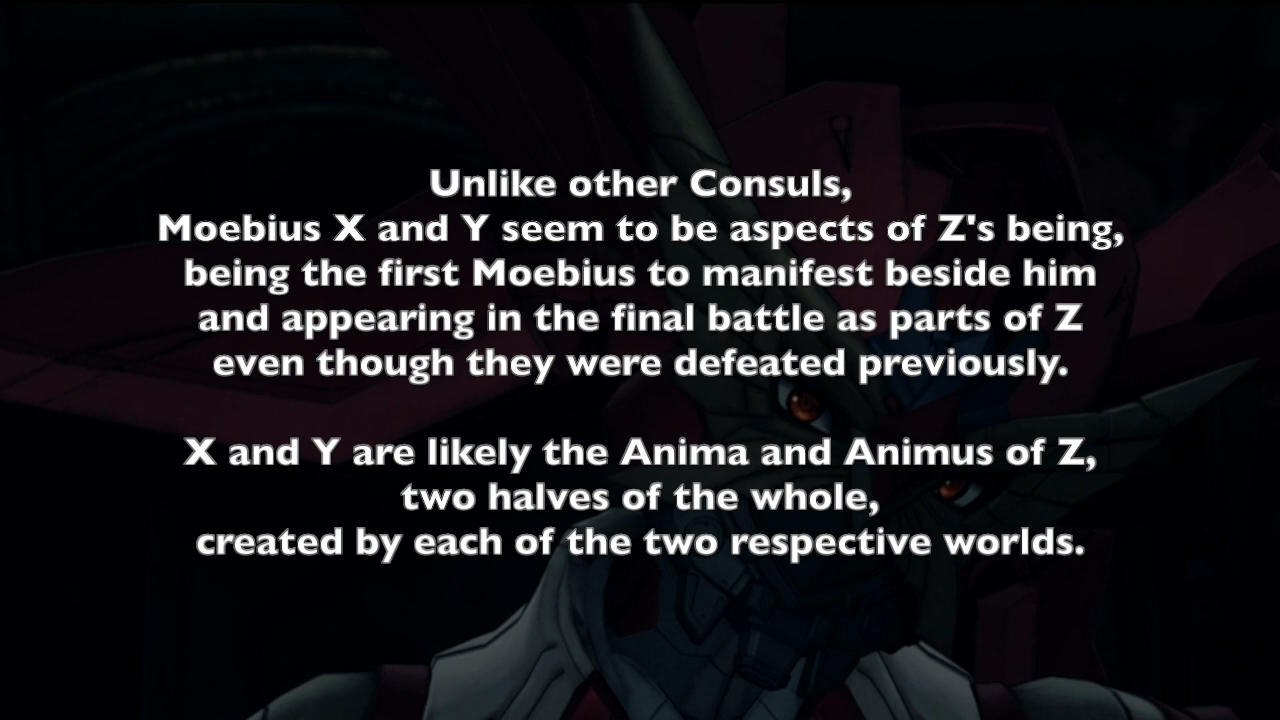 Unlike other Consuls,
Moebius X and Y seem to be aspects of Z's being,
being the first Moebius to manifest beside him
and appearing in the final battle as parts of Z
even though they were defeated previously.
X and Y are likely the Anima and Animus of Z,
two halves of the whole,
created by each of the two respective worlds.